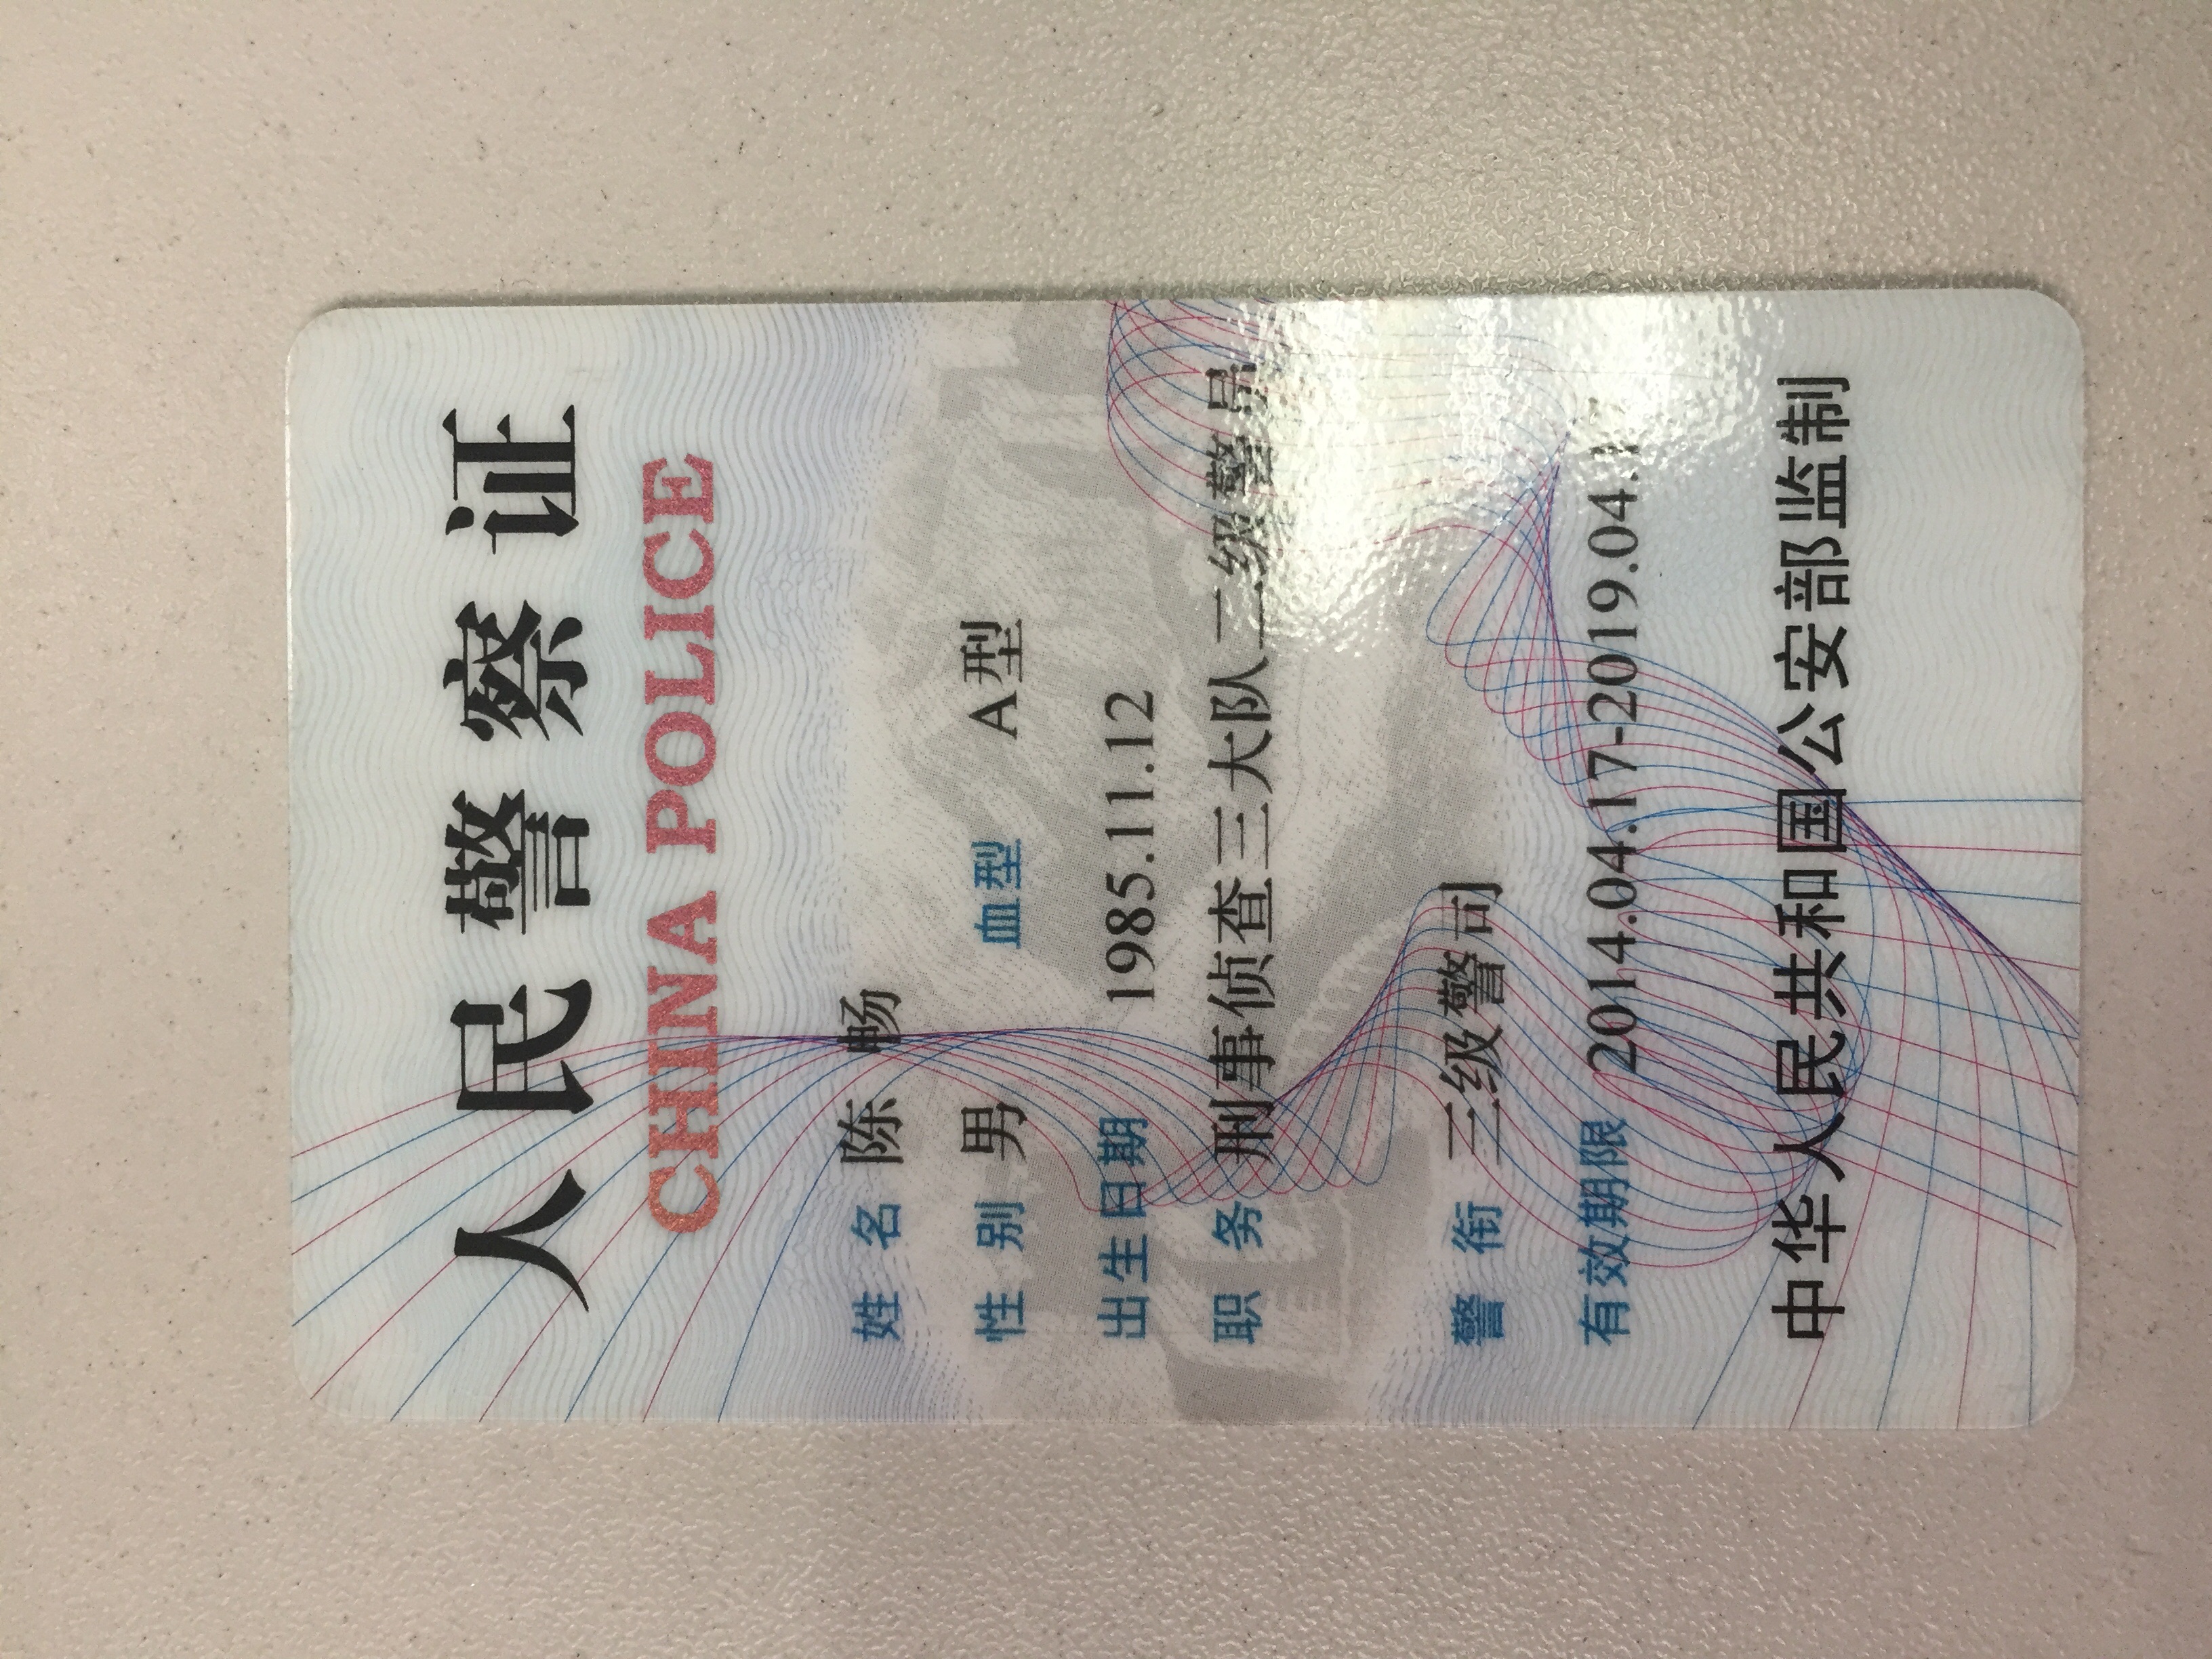 人民警察证
CHINA POLICE
姓名 陈畅
性别 男 血型 A型
出生日期 1985.11.12
职务 刑事侦查三大队二级警员
警衔 三级警司
有效期限 2014.04.17-2019.04.17
中华人民共和国公安部监制